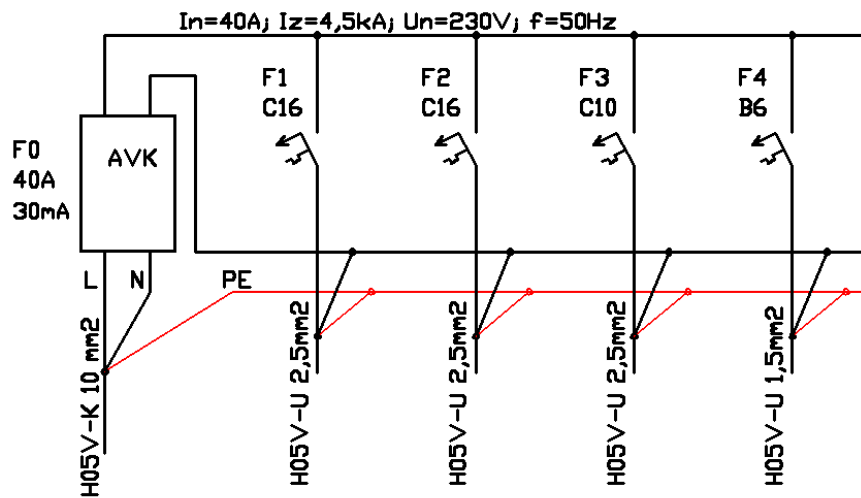 In=40A; Iz=4,5kA; Un=230V; f=50Hz
F1
C16
F2
C16
F3
C10
F4
B6
F0
40A
30mA
AVK
L
N
PE
H05V-K 10 mm2
H05V-U 2,5mm2
H05V-U 2,5mm2
H05V-U 2,5mm2
H05V-U 1,5mm2